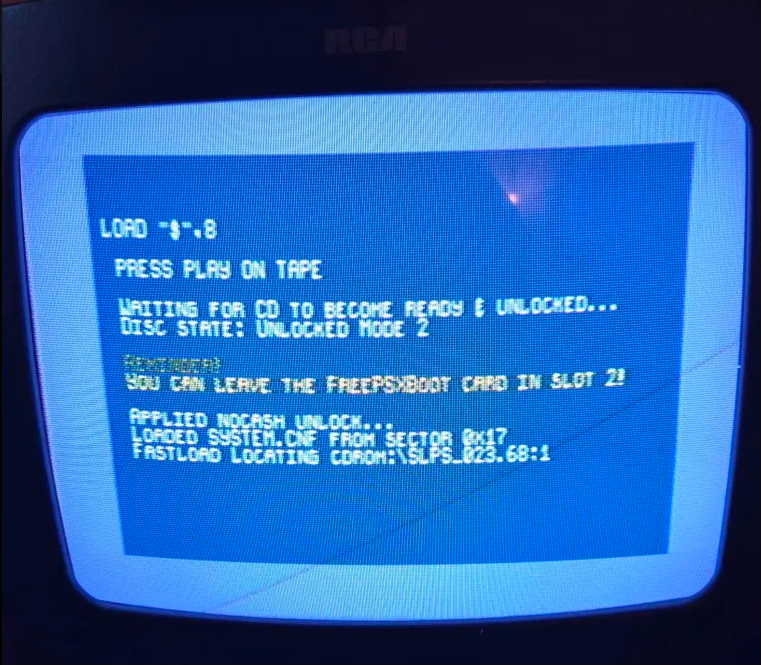 RCA
LOAD "$",8
PRESS PLAY ON TAPE
WAITING FOR CD TO BECOME READY & UNLOCKED...
DISC STATE: UNLOCKED MODE 2
REMINDER!
YOU CAN LEAVE THE FREEPSXBOOT CARD IN SLOT 2!
APPLIED NOCASH UNLOCK...
LOADED SYSTEM.CNF FROM SECTOR 0X17
FASTLOAD LOCATING CDROM:\SLPS_023.68:1